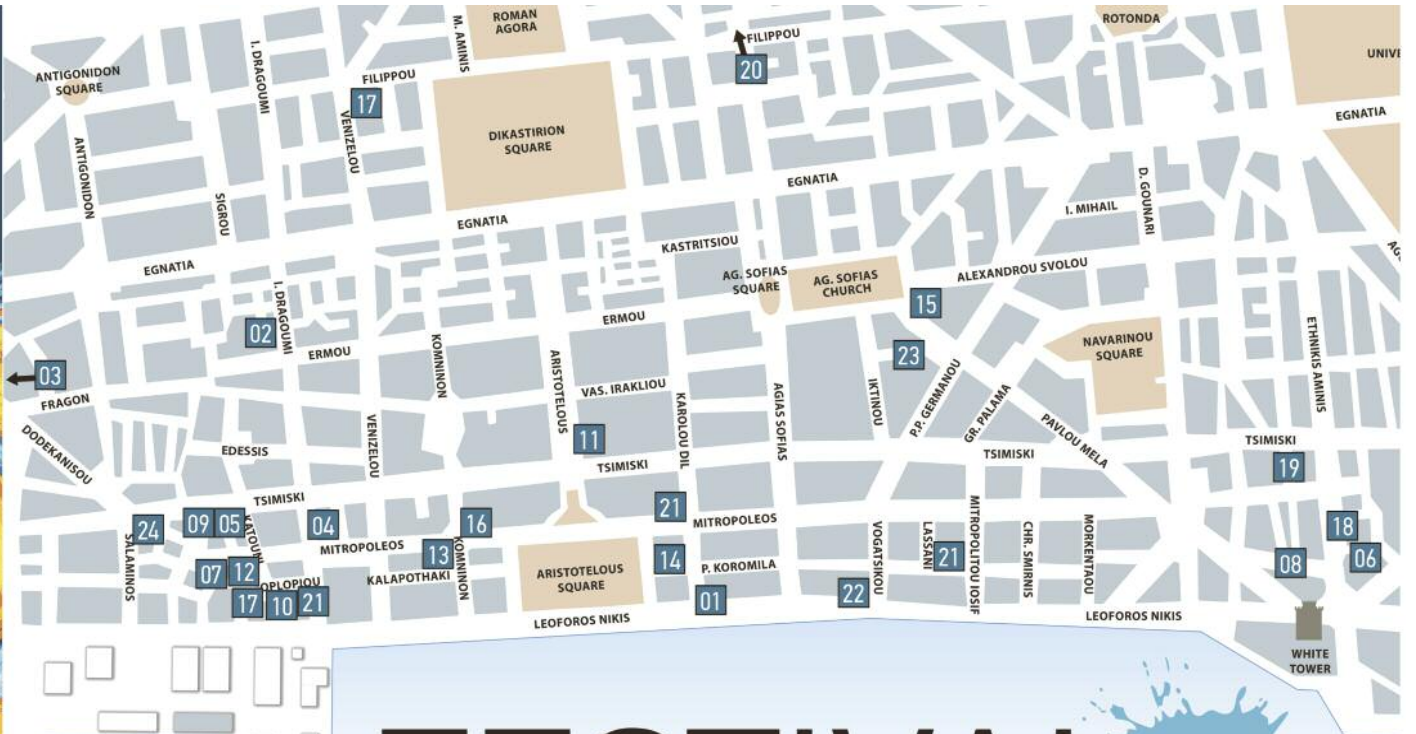 ROMAN
AGORA
ROTONDA
M. AMINIS
FILIPPOU
I. DRAGOUMI
UNIVE
ANTIGONIDON
SQUARE
FILIPPOU
20
17
VENIZELOU
EGNATIA
DIKASTIRION
SQUARE
ANTIGONIDON
EGNATIA
D. GOUNARI
SIGROU
I. MIHAIL
EGNATIA
KASTRITSIOU
AG. SOFIAS
SQUARE
AG. SOFIAS
CHURCH
ALEXANDROU SVOLOU
EGNATIA
I. DRAGOUMI
15
02
ERMOU
ERMOU
NAVARINOU
SQUARE
ETHNIKIS AMINIS
KOMNINON
ARISTOTELOUS
23
03
VAS. IRAKLIOU
FRAGON
KAROLOU DIL
AGIAS SOFIAS
IKTINOU
P.P. GERMANOU
GR. PALAMA
PAVLOU MELA
VENIZELOU
DODEKANISOU
11
EDESSIS
TSIMISKI
TSIMISKI
TSIMISKI
19
TSIMISKI
21
24
09
05
KATOUNI
04
16
MITROPOLEOS
18
MITROPOLEOS
13
KOMNINON
SALAMINOS
VOGATSIKOU
LASSANI
21
MITROPOLITOU IOSIF
CHR. SMIRNIS
MORKENTAOU
08
06
07
12
OPLOPIOU
KALAPOTHAKI
ARISTOTELOUS
SQUARE
14
P. KOROMILA
17
10
21
01
22
LEOFOROS NIKIS
LEOFOROS NIKIS
WHITE
TOWER
FESTIVAL